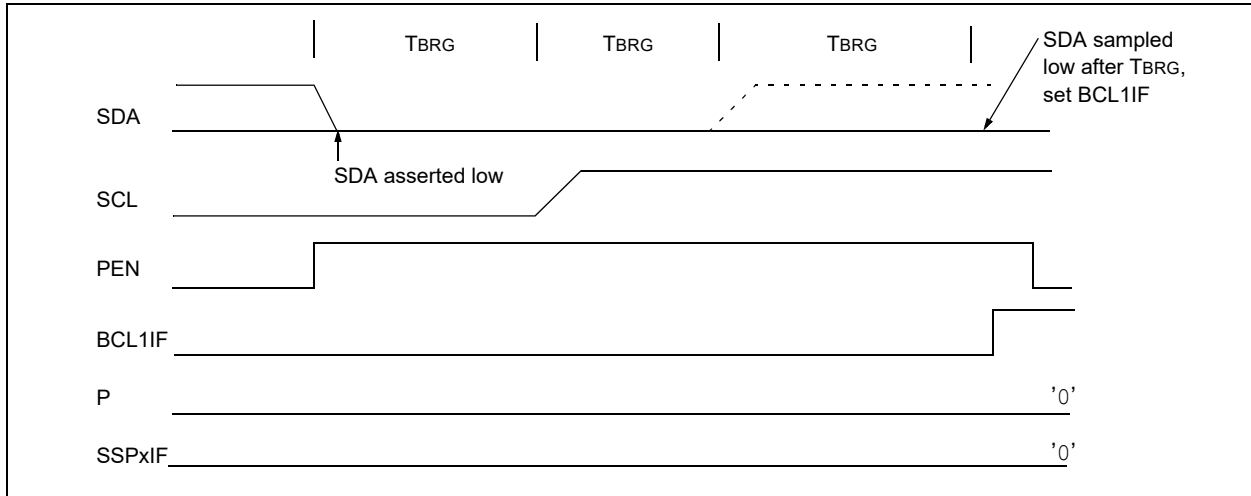 TBRG TBRG TBRG
SDA sampled
low after TBRG,
set BCL1IF
SDA
SDA asserted low
SCL
PEN
BCL1IF
P '0'
SSPxIF '0'